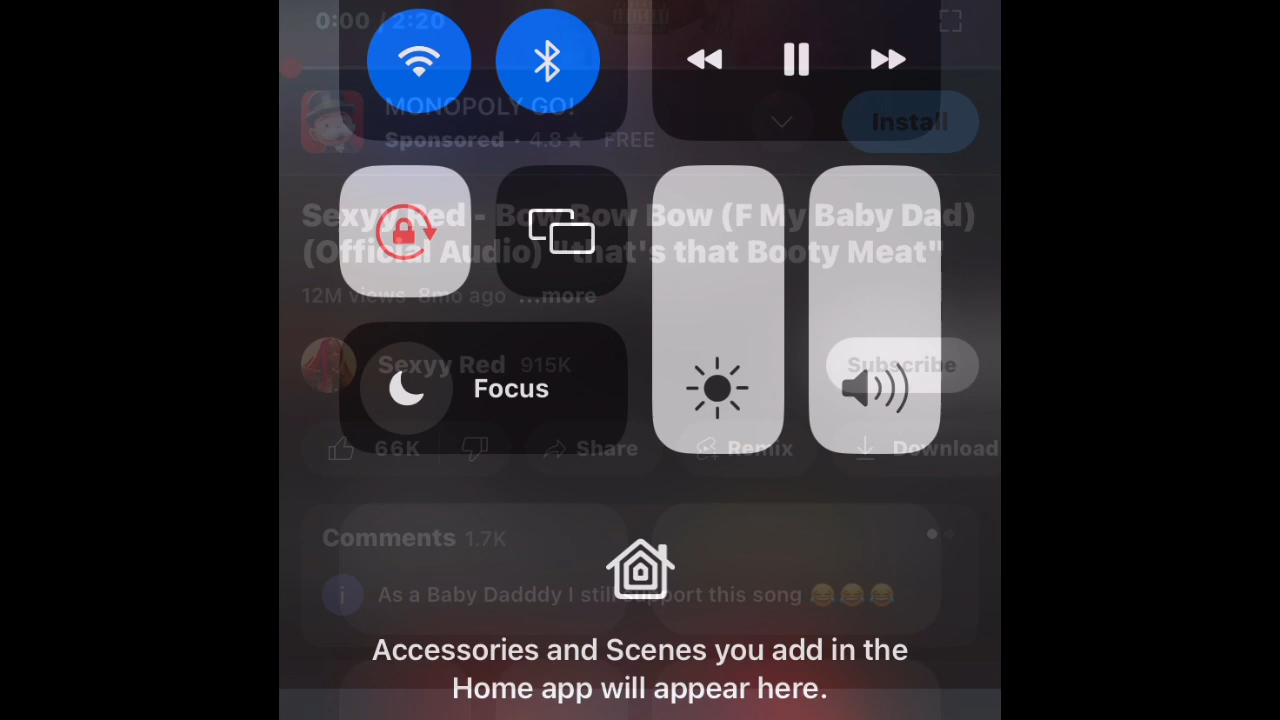 0:00 / 2:20
MONOPOLY GO!
Sponsored · 4.8★ FREE
Install
Sexyy Red - Bow Bow Bow (F My Baby Dad)
(Official Audio) "that's that Booty Meat"
12M views 8mo ago ...more
Sexyy Red 915K
Subscribe
Focus
66K
Share
Remix
Download
Comments 1.7K
As a Baby Dadddy I still support this song 😂😂😂
Accessories and Scenes you add in the
Home app will appear here.